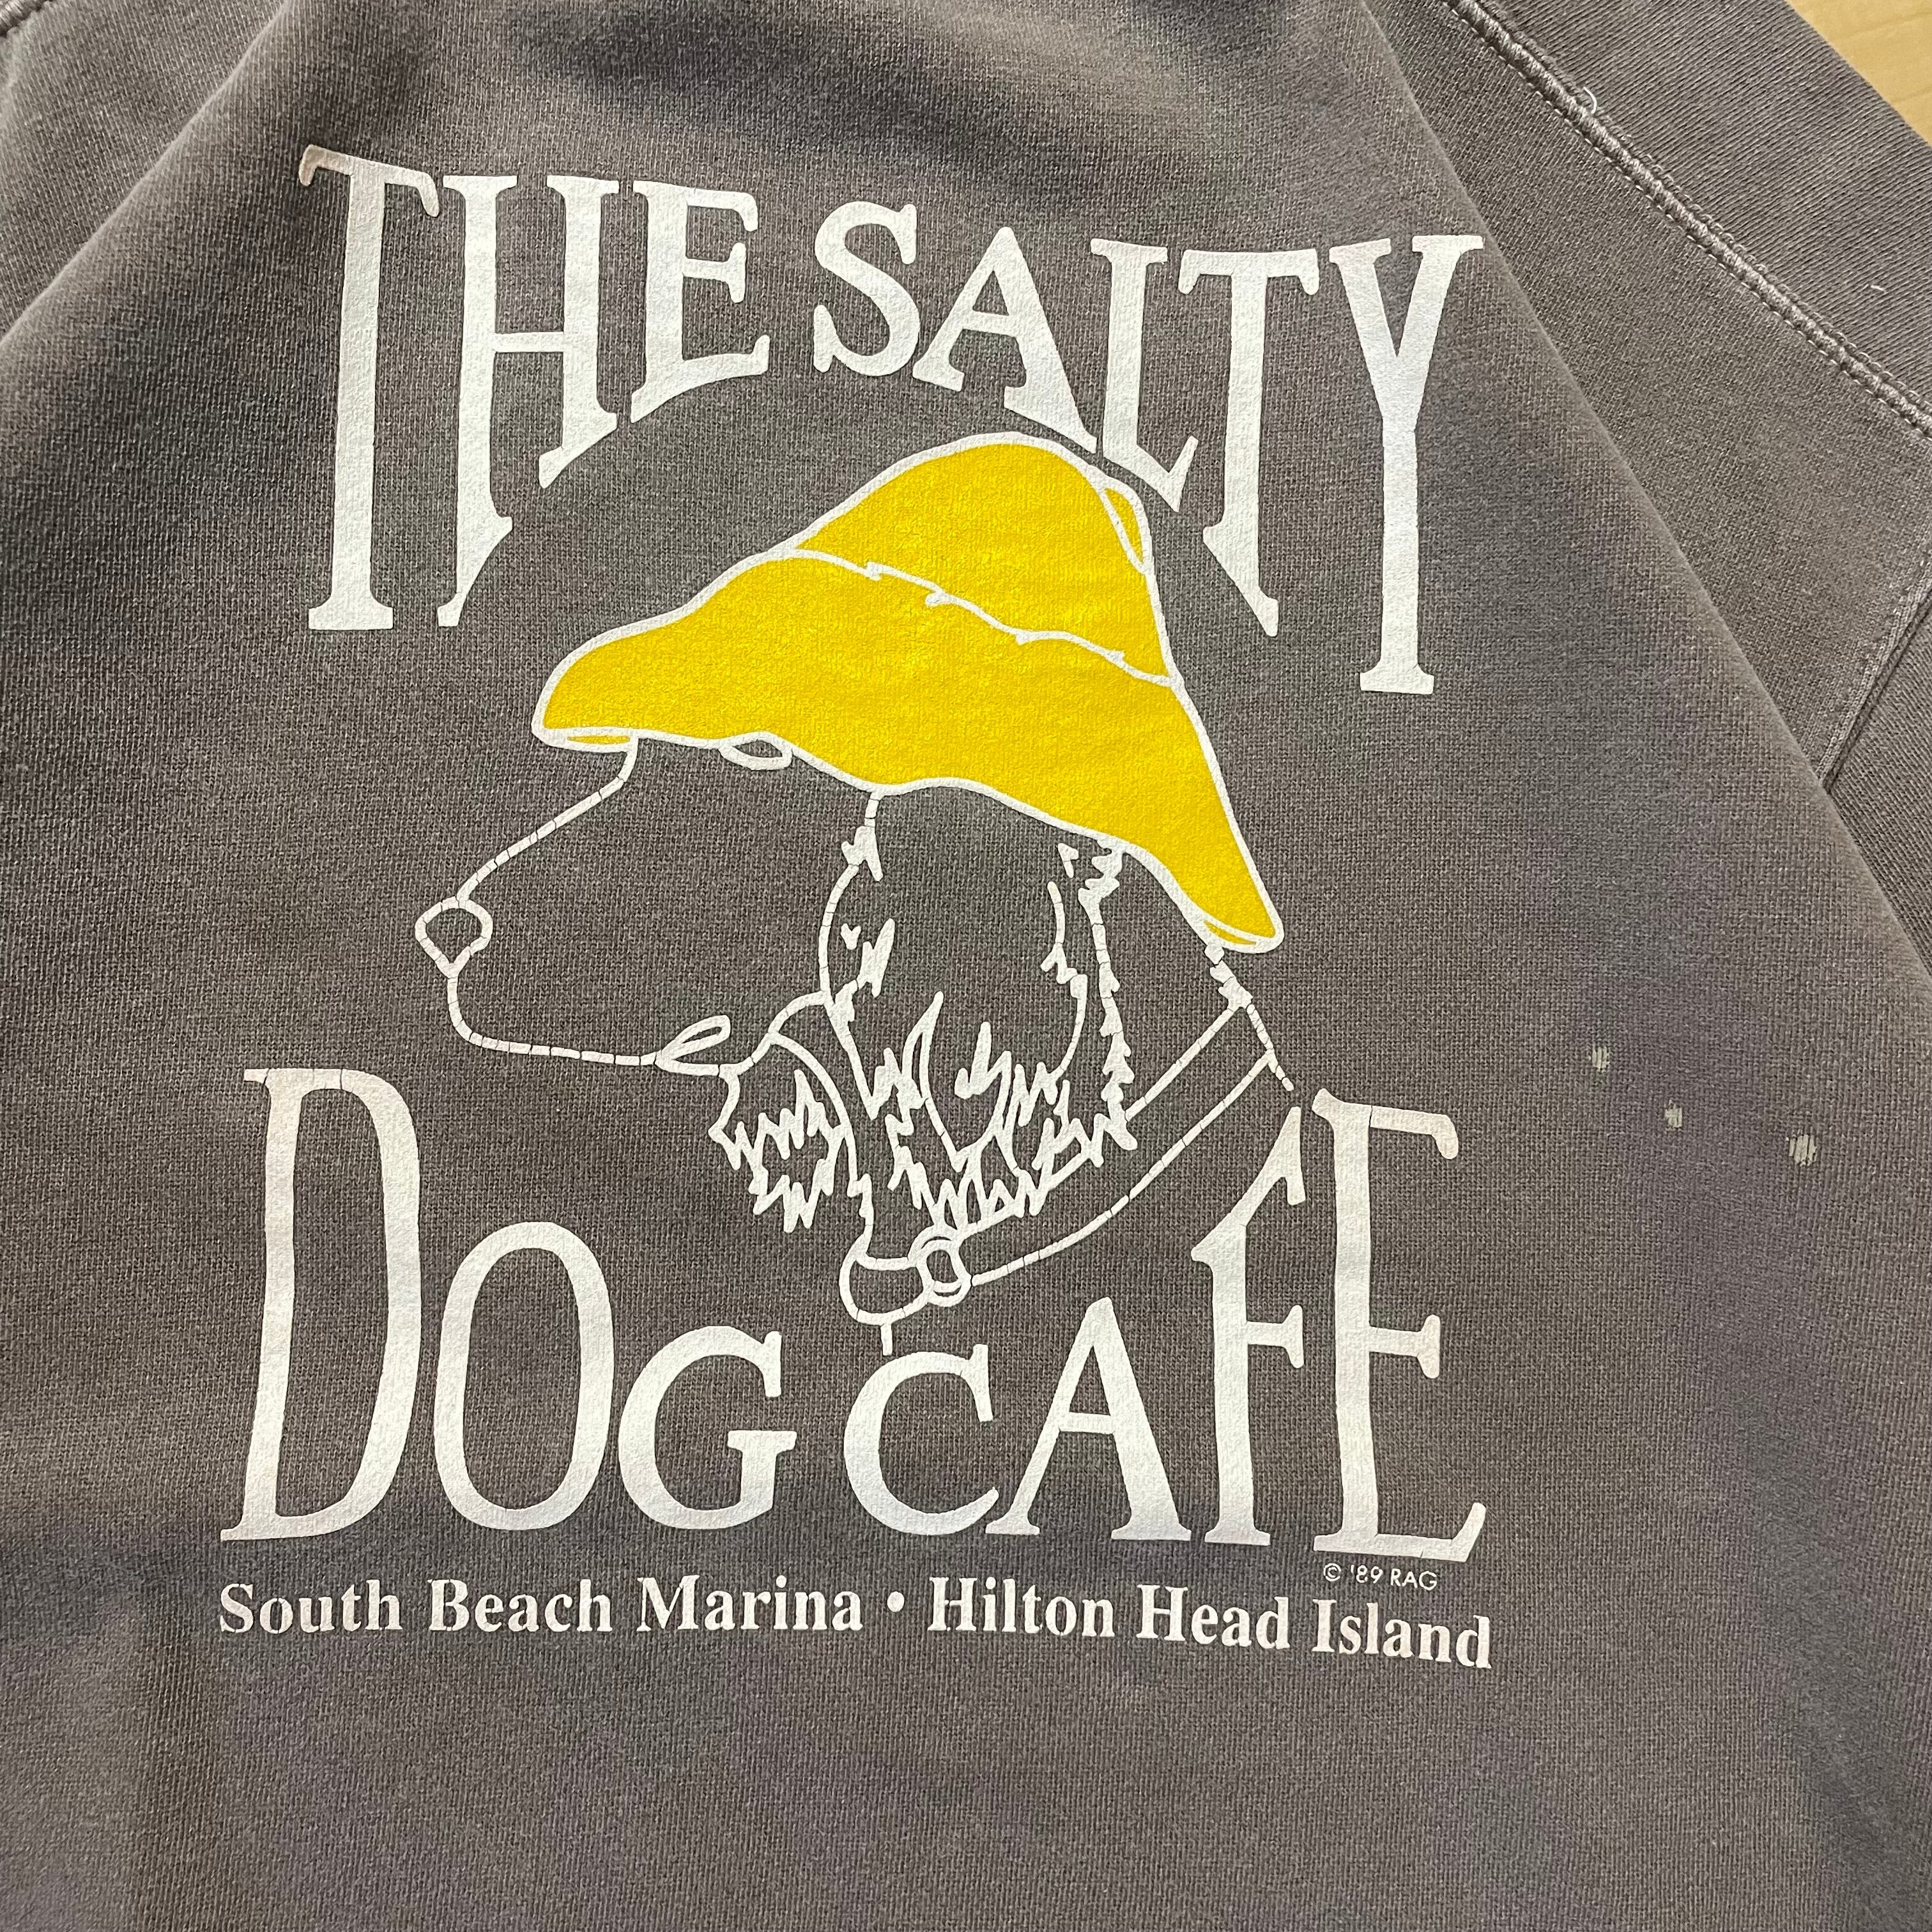 THE SALTY
DOG CAFE
© '89 RAG
South Beach Marina • Hilton Head Island